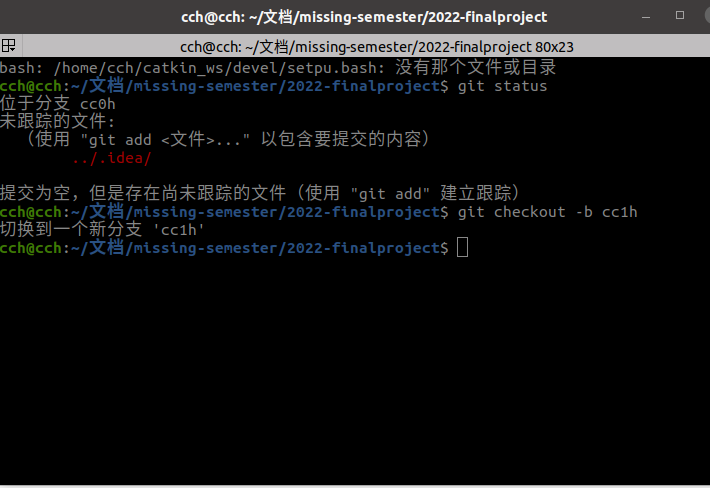 cch@cch: ~/文档/missing-semester/2022-finalproject
cch@cch: ~/文档/missing-semester/2022-finalproject 80x23
bash: /home/cch/catkin_ws/devel/setpu.bash: 没有那个文件或目录
cch@cch:~/文档/missing-semester/2022-finalproject$ git status
位于分支 cc0h
未跟踪的文件:
（使用 "git add <文件>..." 以包含要提交的内容）
../.idea/
提交为空，但是存在尚未跟踪的文件（使用 "git add" 建立跟踪）
cch@cch:~/文档/missing-semester/2022-finalproject$ git checkout -b cc1h
切换到一个新分支 'cc1h'
cch@cch:~/文档/missing-semester/2022-finalproject$